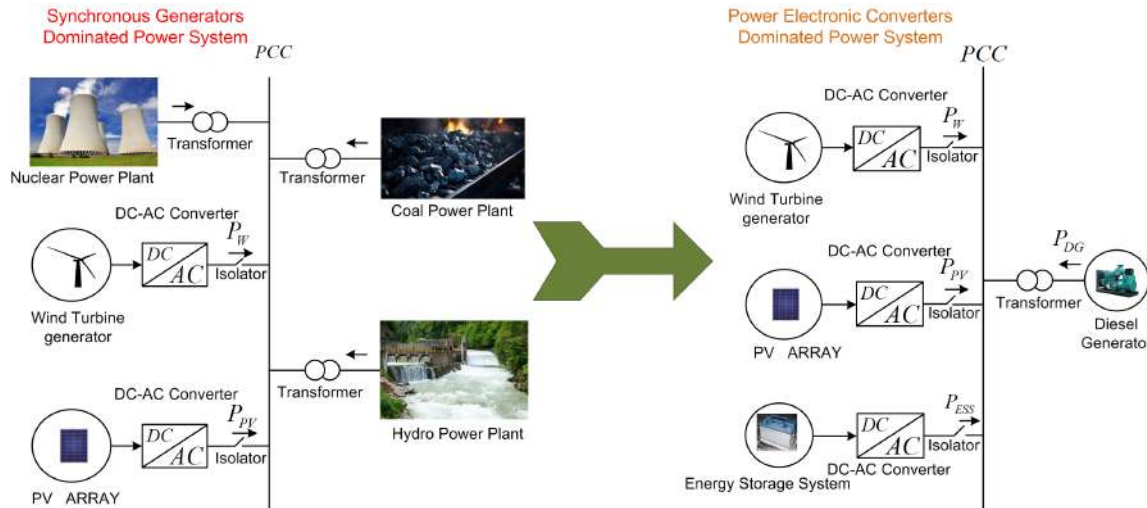 Synchronous Generators
Dominated Power System
PCC
Transformer
Nuclear Power Plant
Transformer
Coal Power Plant
DC-AC Converter
P_W
DC
AC
Isolator
Wind Turbine
generator
Transformer
Hydro Power Plant
DC-AC Converter
P_PV
DC
AC
Isolator
PV ARRAY
Power Electronic Converters
Dominated Power System
PCC
DC-AC Converter
P_W
DC
AC
Isolator
Wind Turbine
generator
DC-AC Converter
P_PV
DC
AC
Isolator
PV ARRAY
P_DG
Transformer
Diesel
Generator
P_ESS
DC
AC
Isolator
DC-AC Converter
Energy Storage System